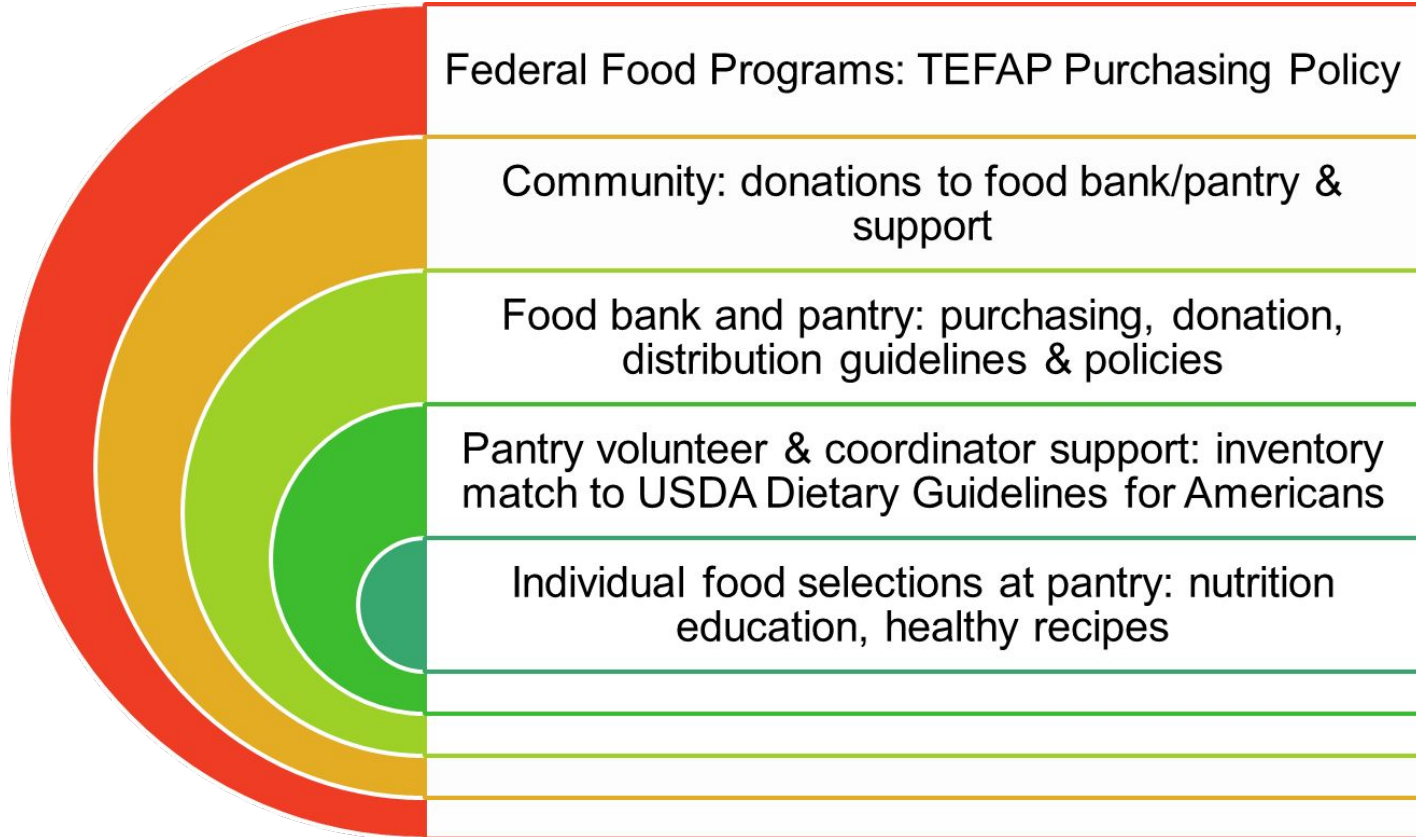 Federal Food Programs: TEFAP Purchasing Policy
Community: donations to food bank/pantry &
support
Food bank and pantry: purchasing, donation,
distribution guidelines & policies
Pantry volunteer & coordinator support: inventory
match to USDA Dietary Guidelines for Americans
Individual food selections at pantry: nutrition
education, healthy recipes